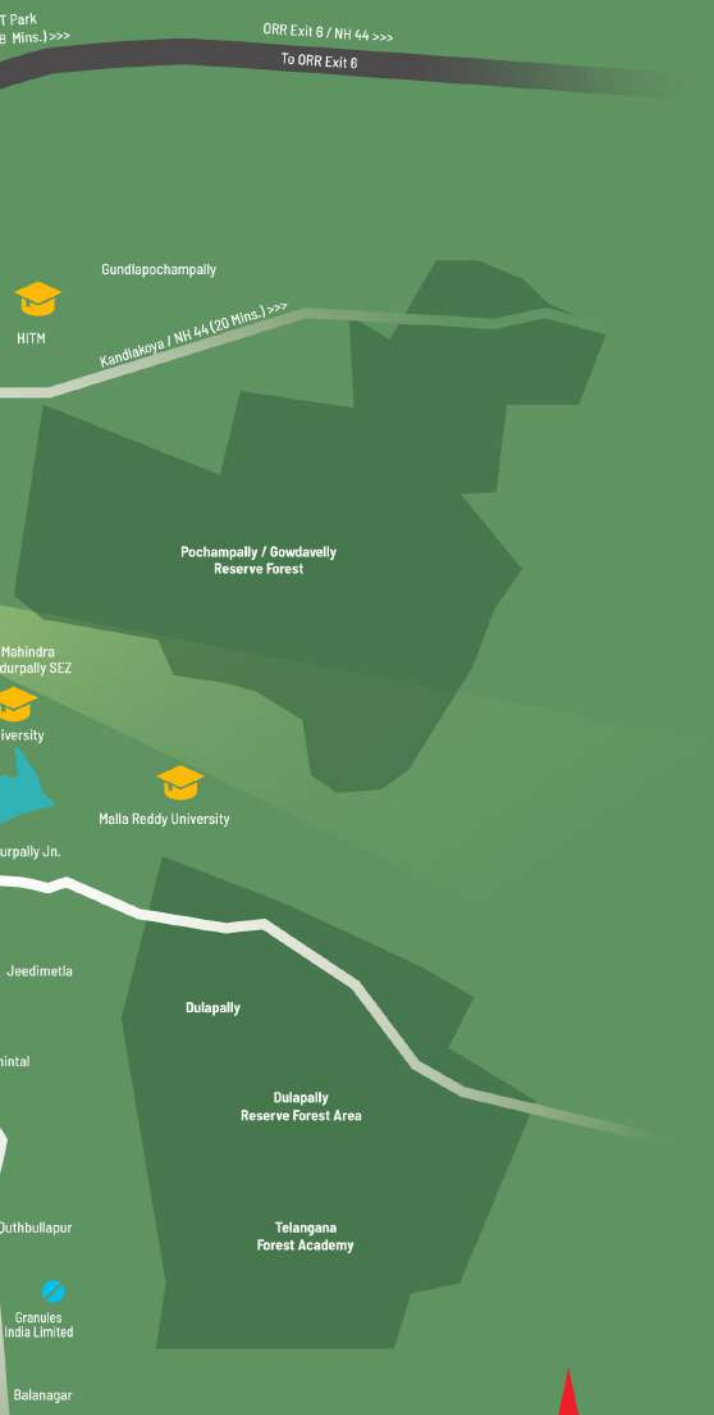 T Park
8 Mins.) >>>
ORR Exit 6 / NH 44 >>>
To ORR Exit 6
Gundlapochampally
HITM
Kandlakoya / NH 44 (20 Mins.) >>>
Pochampally / Gowdavelly
Reserve Forest
Mahindra
durpally SEZ
iversity
Malla Reddy University
urpally Jn.
Jeedimetla
Dulapally
hintal
Dulapally
Reserve Forest Area
Quthbullapur
Telangana
Forest Academy
Granules
India Limited
Balanagar